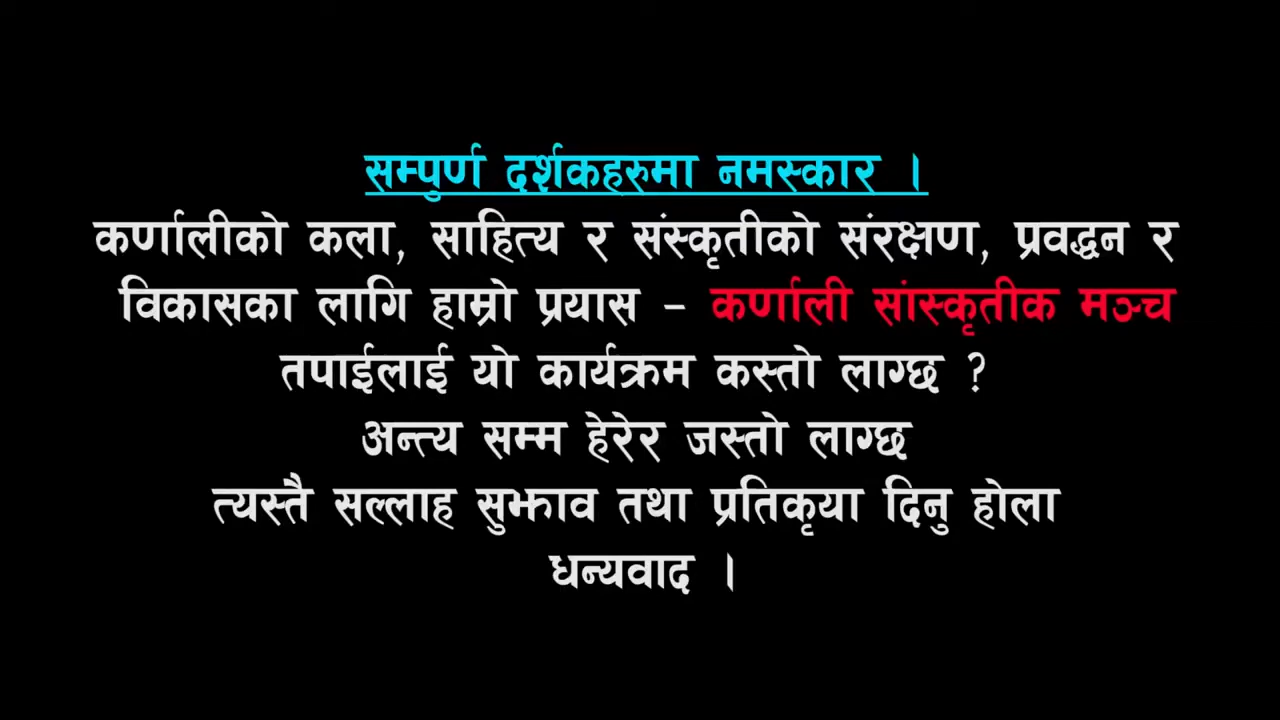 सम्पुर्ण दर्शकहरुमा नमस्कार ।
कर्णालीको कला, साहित्य र संस्कृतीको संरक्षण, प्रवद्धन र
विकासका लागि हाम्रो प्रयास – कर्णाली सांस्कृतीक मञ्च
तपाईलाई यो कार्यक्रम कस्तो लाग्छ ?
अन्त्य सम्म हेरेर जस्तो लाग्छ
त्यस्तै सल्लाह सुझाव तथा प्रतिकृया दिनु होला
धन्यवाद ।